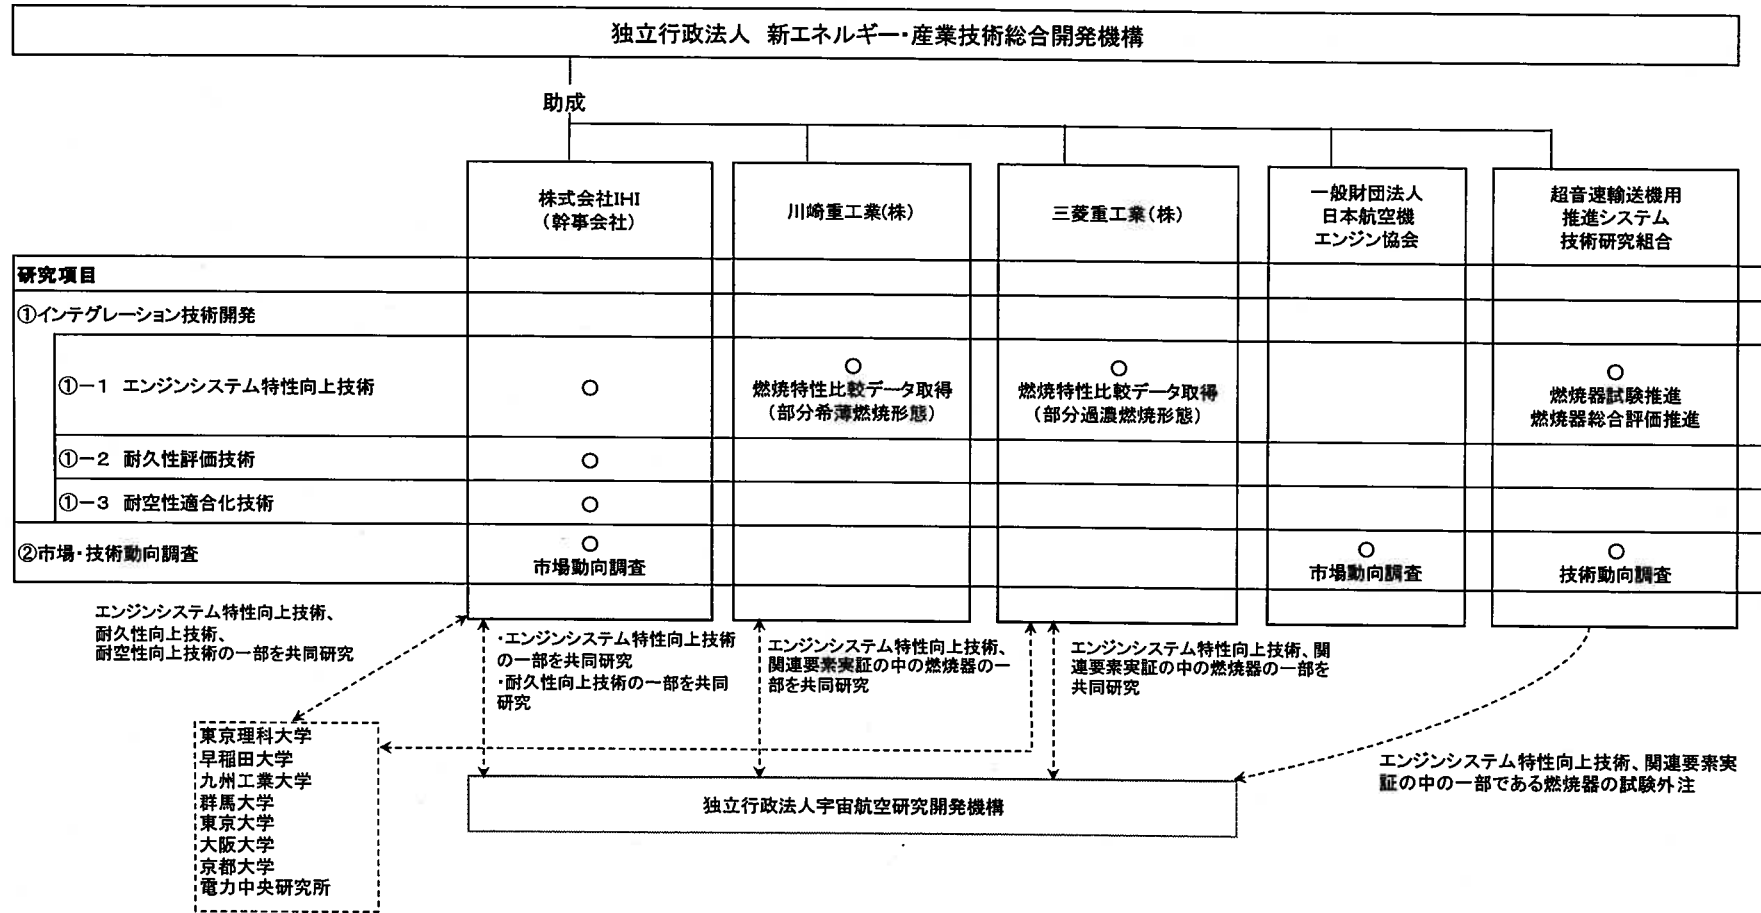 独立行政法人 新エネルギー・産業技術総合開発機構
助成
株式会社IHI
（幹事会社）
川崎重工業(株)
三菱重工業(株)
一般財団法人
日本航空機
エンジン協会
超音速輸送機用
推進システム
技術研究組合
研究項目
①インテグレーション技術開発
①－1 エンジンシステム特性向上技術
○
○
燃焼特性比較データ取得
（部分希薄燃焼形態）
○
燃焼特性比較データ取得
（部分過濃燃焼形態）
○
燃焼器試験推進
燃焼器総合評価推進
①－2 耐久性評価技術
○
①－3 耐空性適合化技術
○
②市場・技術動向調査
○
市場動向調査
○
市場動向調査
○
技術動向調査
エンジンシステム特性向上技術、
耐久性向上技術、
耐空性向上技術の一部を共同研究
・エンジンシステム特性向上技術
の一部を共同研究
・耐久性向上技術の一部を共同
研究
エンジンシステム特性向上技術、
関連要素実証の中の燃焼器の一
部を共同研究
エンジンシステム特性向上技術、関
連要素実証の中の燃焼器の一部を
共同研究
エンジンシステム特性向上技術、関連要素実
証の中の一部である燃焼器の試験外注
東京理科大学
早稲田大学
九州工業大学
群馬大学
東京大学
大阪大学
京都大学
電力中央研究所
独立行政法人宇宙航空研究開発機構